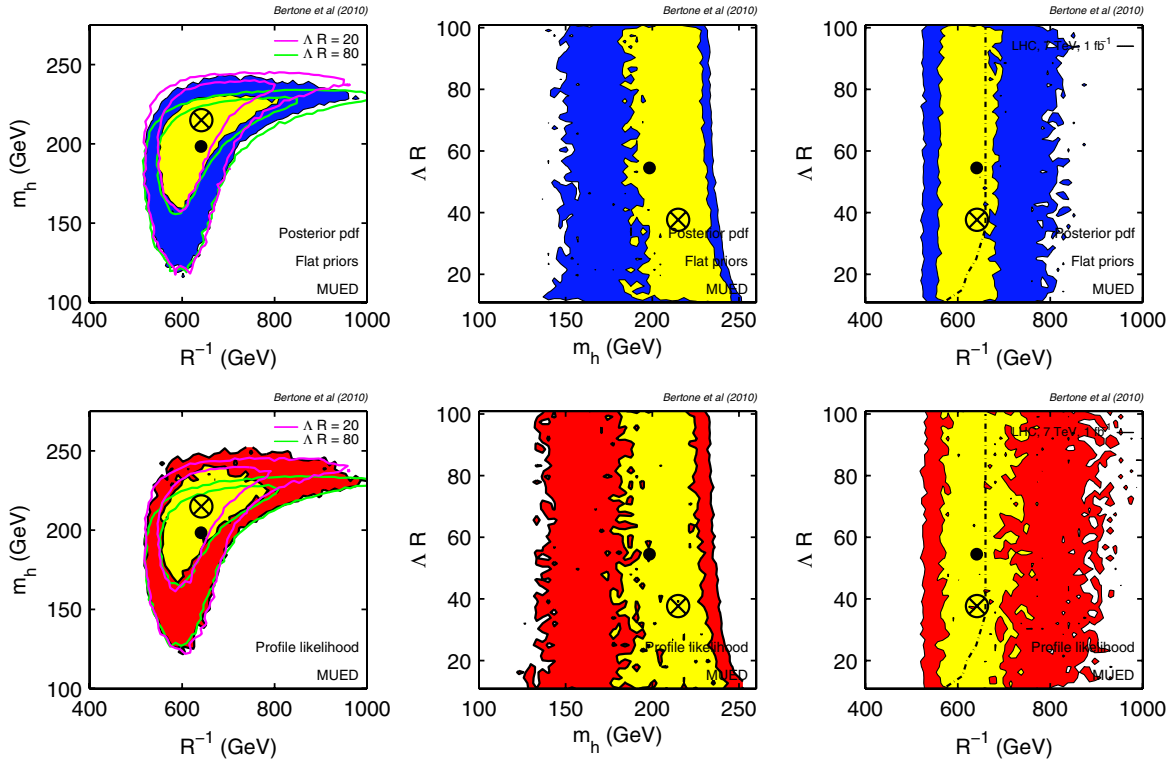 Bertone et al (2010)
Λ R = 20
Λ R = 80
250
200
150
100
m_h (GeV)
Posterior pdf
Flat priors
MUED
400 600 800 1000
R⁻¹ (GeV)
Bertone et al (2010)
100
80
60
40
20
Λ R
Posterior pdf
Flat priors
MUED
100 150 200 250
m_h (GeV)
Bertone et al (2010)
LHC, 7 TeV, 1 fb⁻¹
100
80
60
40
20
Λ R
Posterior pdf
Flat priors
MUED
400 600 800 1000
R⁻¹ (GeV)
Bertone et al (2010)
Λ R = 20
Λ R = 80
250
200
150
100
m_h (GeV)
Profile likelihood
MUED
400 600 800 1000
R⁻¹ (GeV)
Bertone et al (2010)
100
80
60
40
20
Λ R
Profile likelihood
MUED
100 150 200 250
m_h (GeV)
Bertone et al (2010)
LHC, 7 TeV, 1 fb⁻¹
100
80
60
40
20
Λ R
Profile likelihood
MUED
400 600 800 1000
R⁻¹ (GeV)